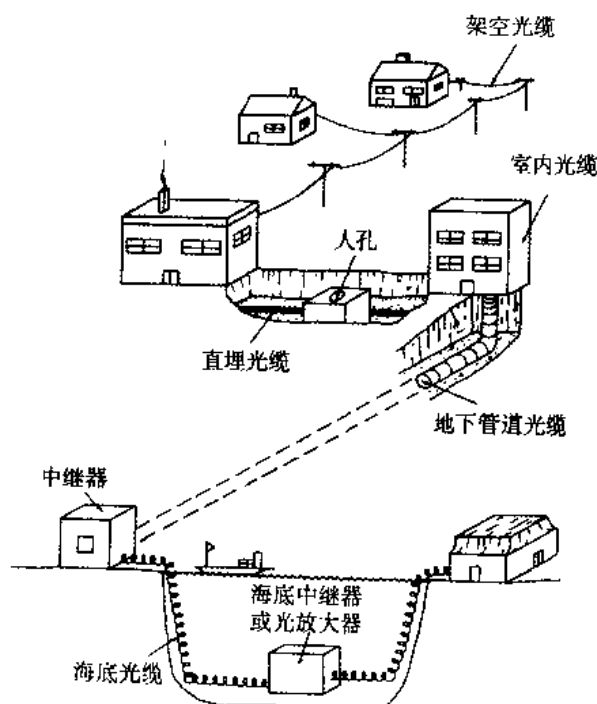 架空光缆
室内光缆
人孔
直埋光缆
地下管道光缆
中继器
海底中继器
或光放大器
海底光缆